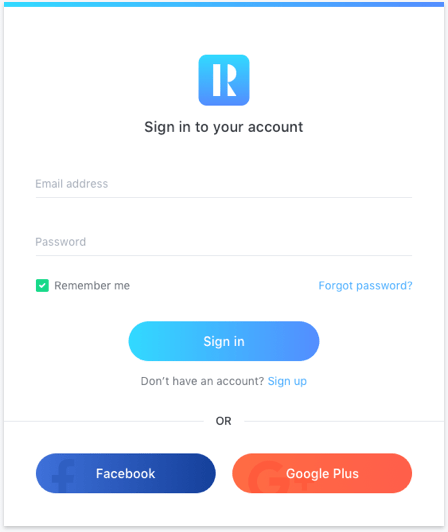 R
Sign in to your account
Email address
Password
Remember me Forgot password?
Sign in
Don't have an account? Sign up
OR
Facebook Google Plus